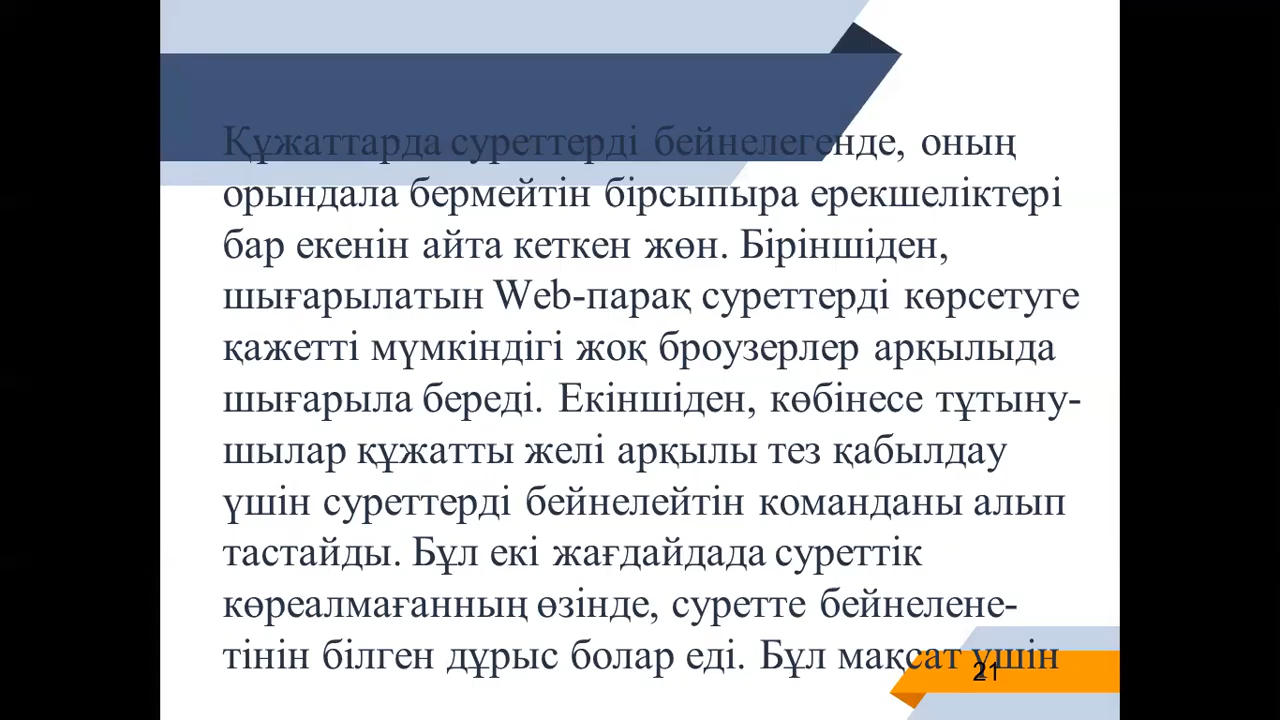 Құжаттарда суреттерді бейнелегенде, оның
орындала бермейтін бірсыпыра ерекшеліктері
бар екенін айта кеткен жөн. Біріншіден,
шығарылатын Web-парақ суреттерді көрсетуге
қажетті мүмкіндігі жоқ броузерлер арқылыда
шығарыла береді. Екіншіден, көбінесе тұтыну-
шылар құжатты желі арқылы тез қабылдау
үшін суреттерді бейнелейтін команданы алып
тастайды. Бұл екі жағдайдада суреттік
көреалмағанның өзінде, суретте бейнелене-
тінін білген дұрыс болар еді. Бұл мақсат үшін
21